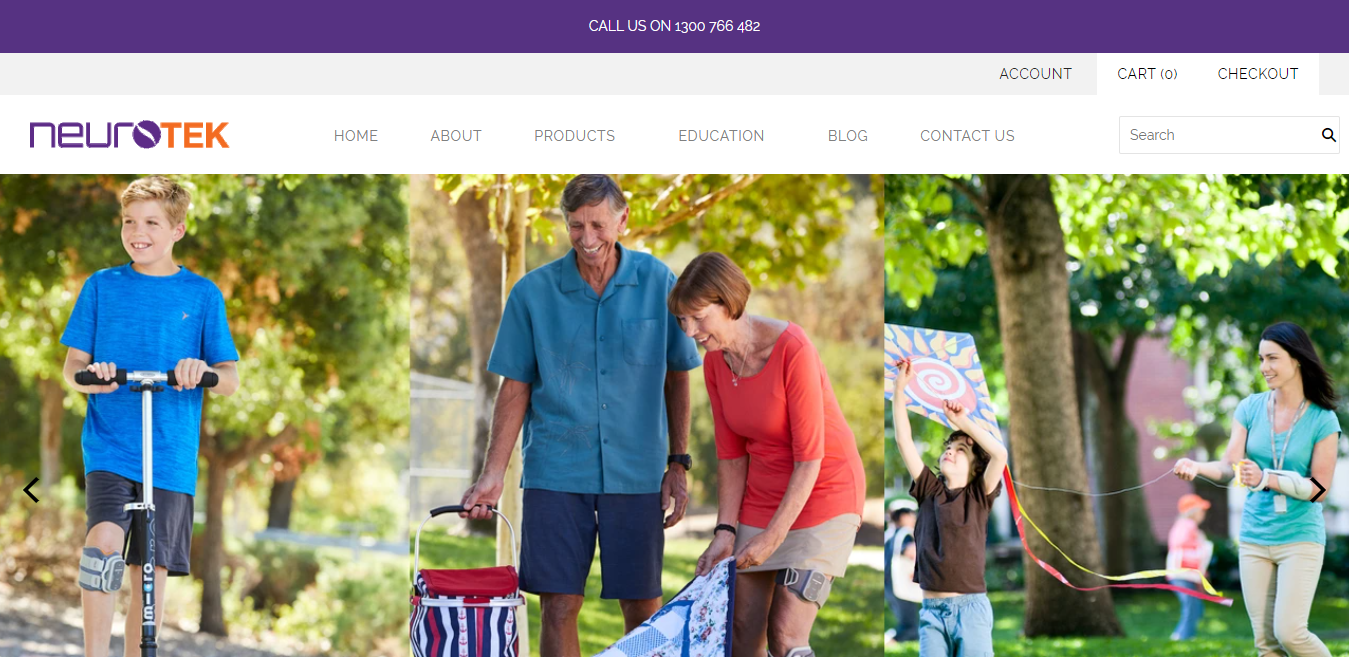 CALL US ON 1300 766 482
ACCOUNT CART (0) CHECKOUT
neuroTEK HOME ABOUT PRODUCTS EDUCATION BLOG CONTACT US Search
micro